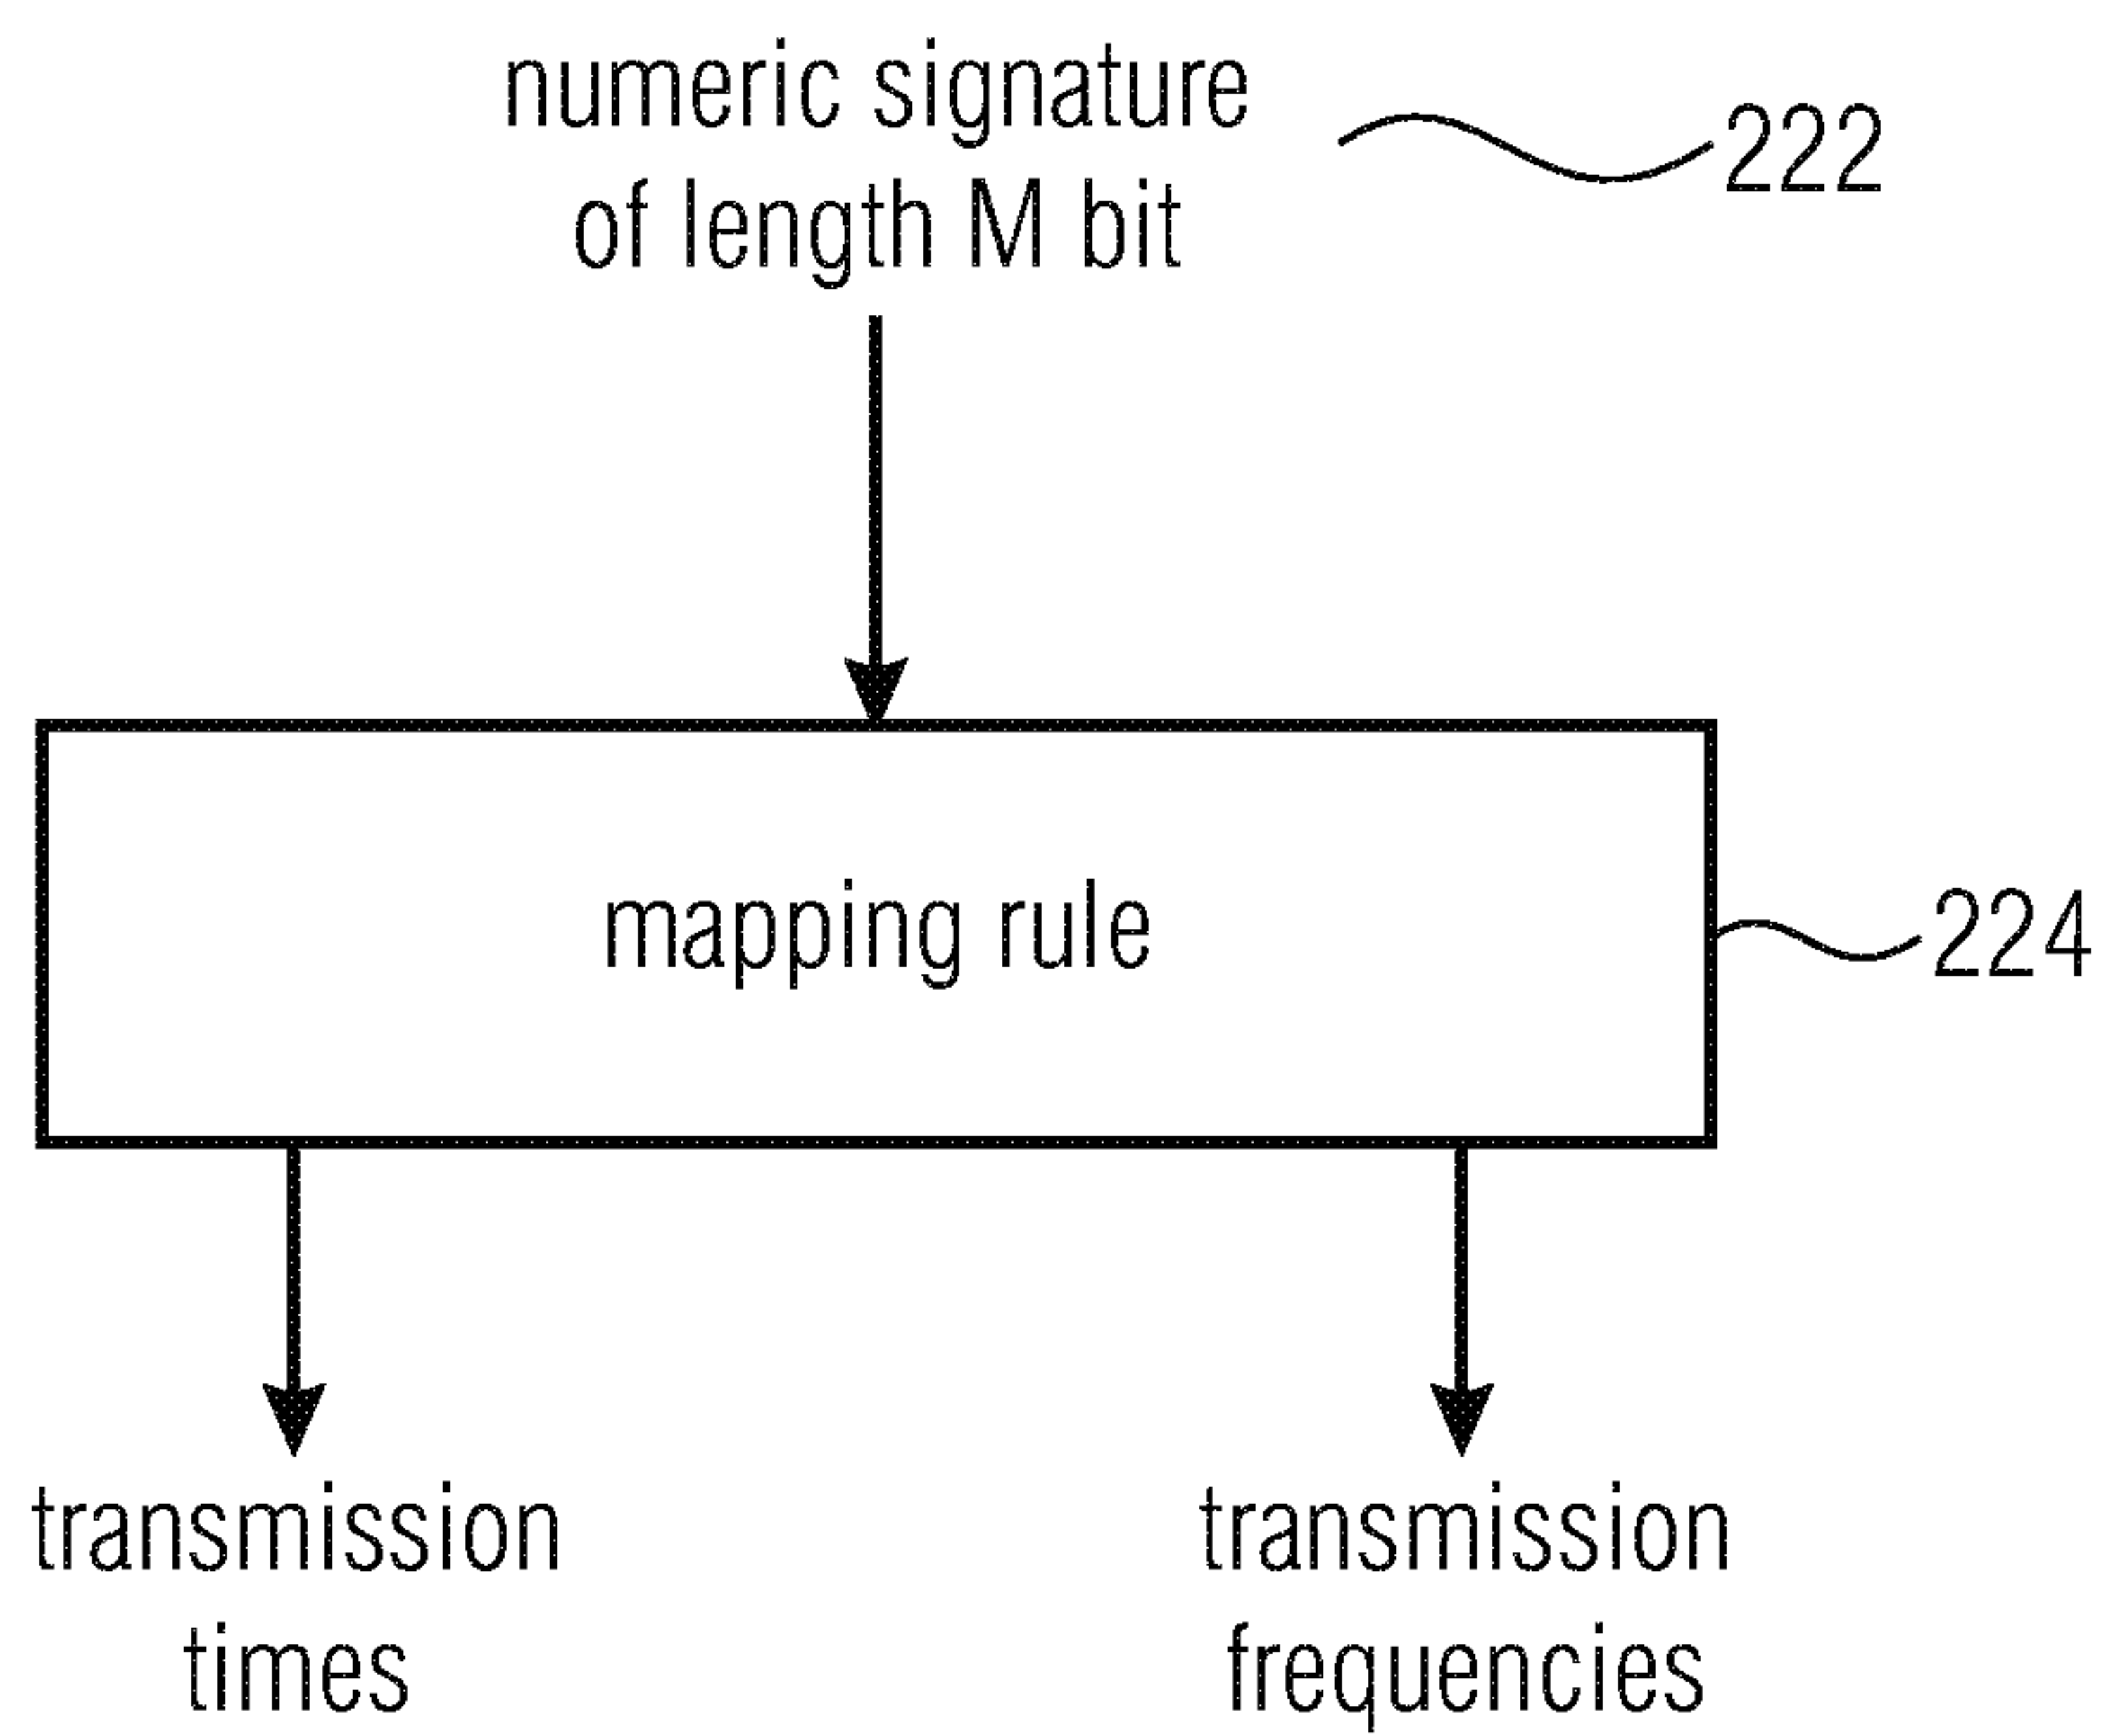 numeric signature
of length M bit
222
mapping rule
224
transmission
times
transmission
frequencies